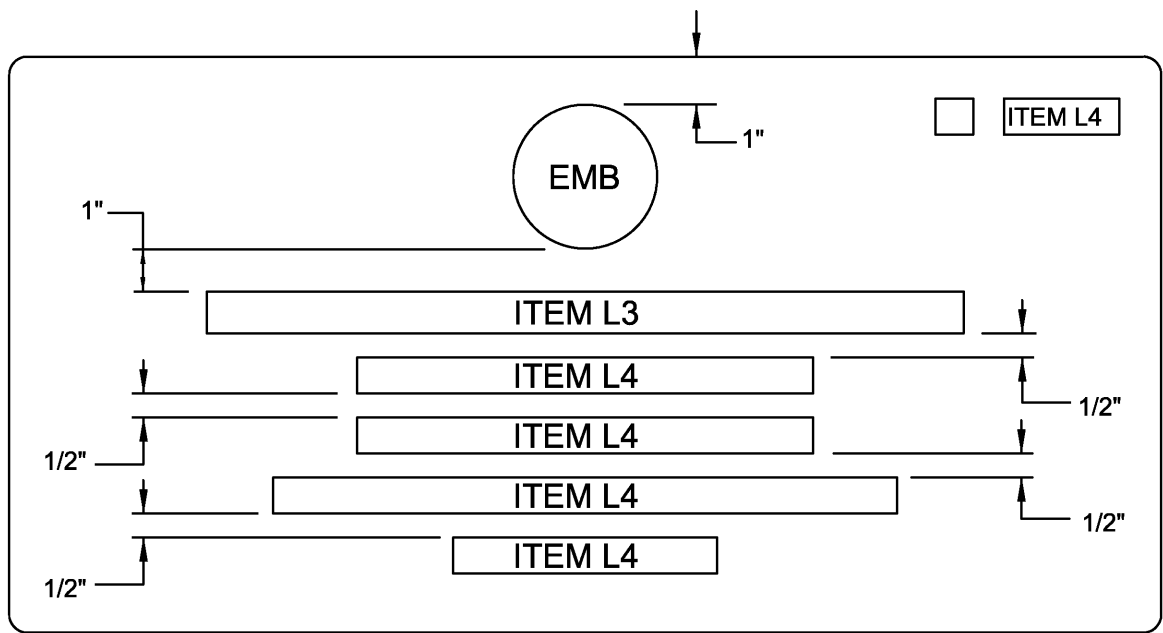 ITEM L4
1"
EMB
1"
ITEM L3
ITEM L4
1/2"
ITEM L4
1/2"
ITEM L4
1/2"
ITEM L4
1/2"